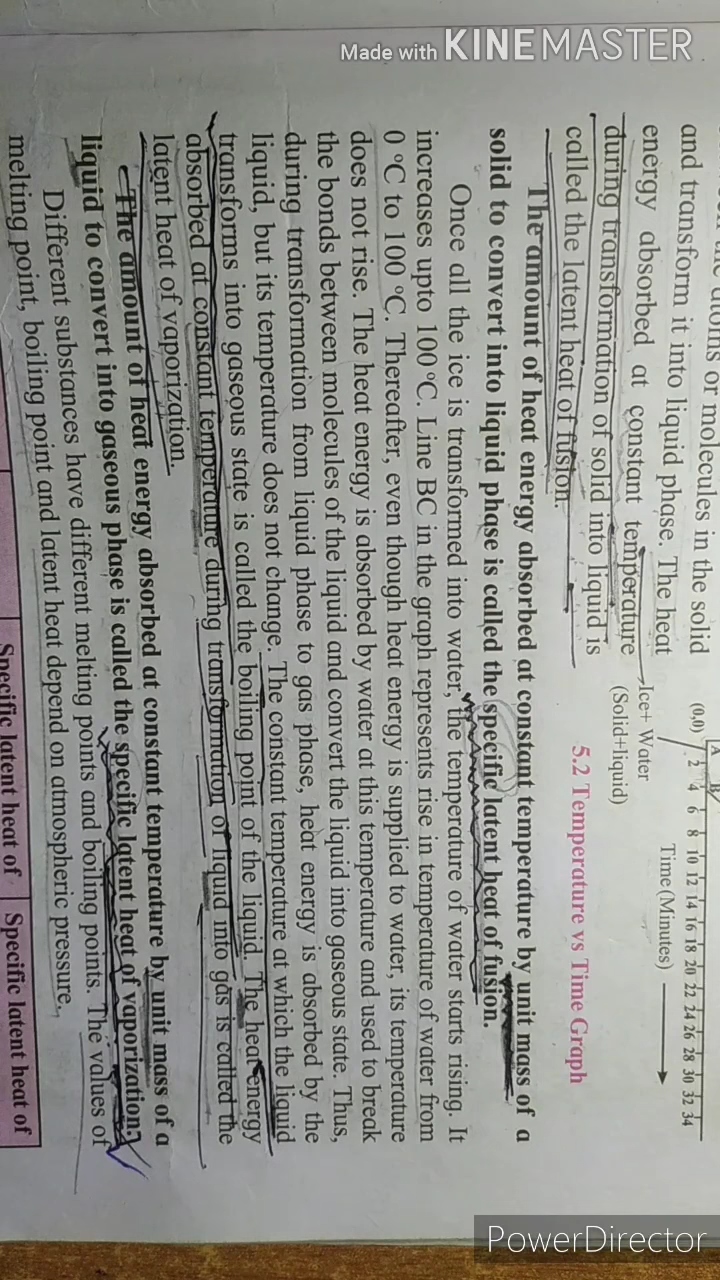 Made with KINEMASTER
atoms or molecules in the solid
and transform it into liquid phase. The heat
energy absorbed at constant temperature
during transformation of solid into liquid is
called the latent heat of fusion.
A B
(0,0) 2 4 6 8 10 12 14 16 18 20 22 24 26 28 30 32 34
Ice+ Water
(Solid+liquid)
Time (Minutes)
5.2 Temperature vs Time Graph
The amount of heat energy absorbed at constant temperature by unit mass of a
solid to convert into liquid phase is called the specific latent heat of fusion.
Once all the ice is transformed into water, the temperature of water starts rising. It
increases upto 100°C. Line BC in the graph represents rise in temperature of water from
0 °C to 100 °C. Thereafter, even though heat energy is supplied to water, its temperature
does not rise. The heat energy is absorbed by water at this temperature and used to break
the bonds between molecules of the liquid and convert the liquid into gaseous state. Thus,
during transformation from liquid phase to gas phase, heat energy is absorbed by the
liquid, but its temperature does not change. The constant temperature at which the liquid
transforms into gaseous state is called the boiling point of the liquid. The heat energy
absorbed at constant temperature during transformation of liquid into gas is called the
latent heat of vaporization.
The amount of heat energy absorbed at constant temperature by unit mass of a
liquid to convert into gaseous phase is called the specific latent heat of vaporization.
Different substances have different melting points and boiling points. The values of
melting point, boiling point and latent heat depend on atmospheric pressure.
Specific latent heat of
Specific latent heat of
PowerDirector